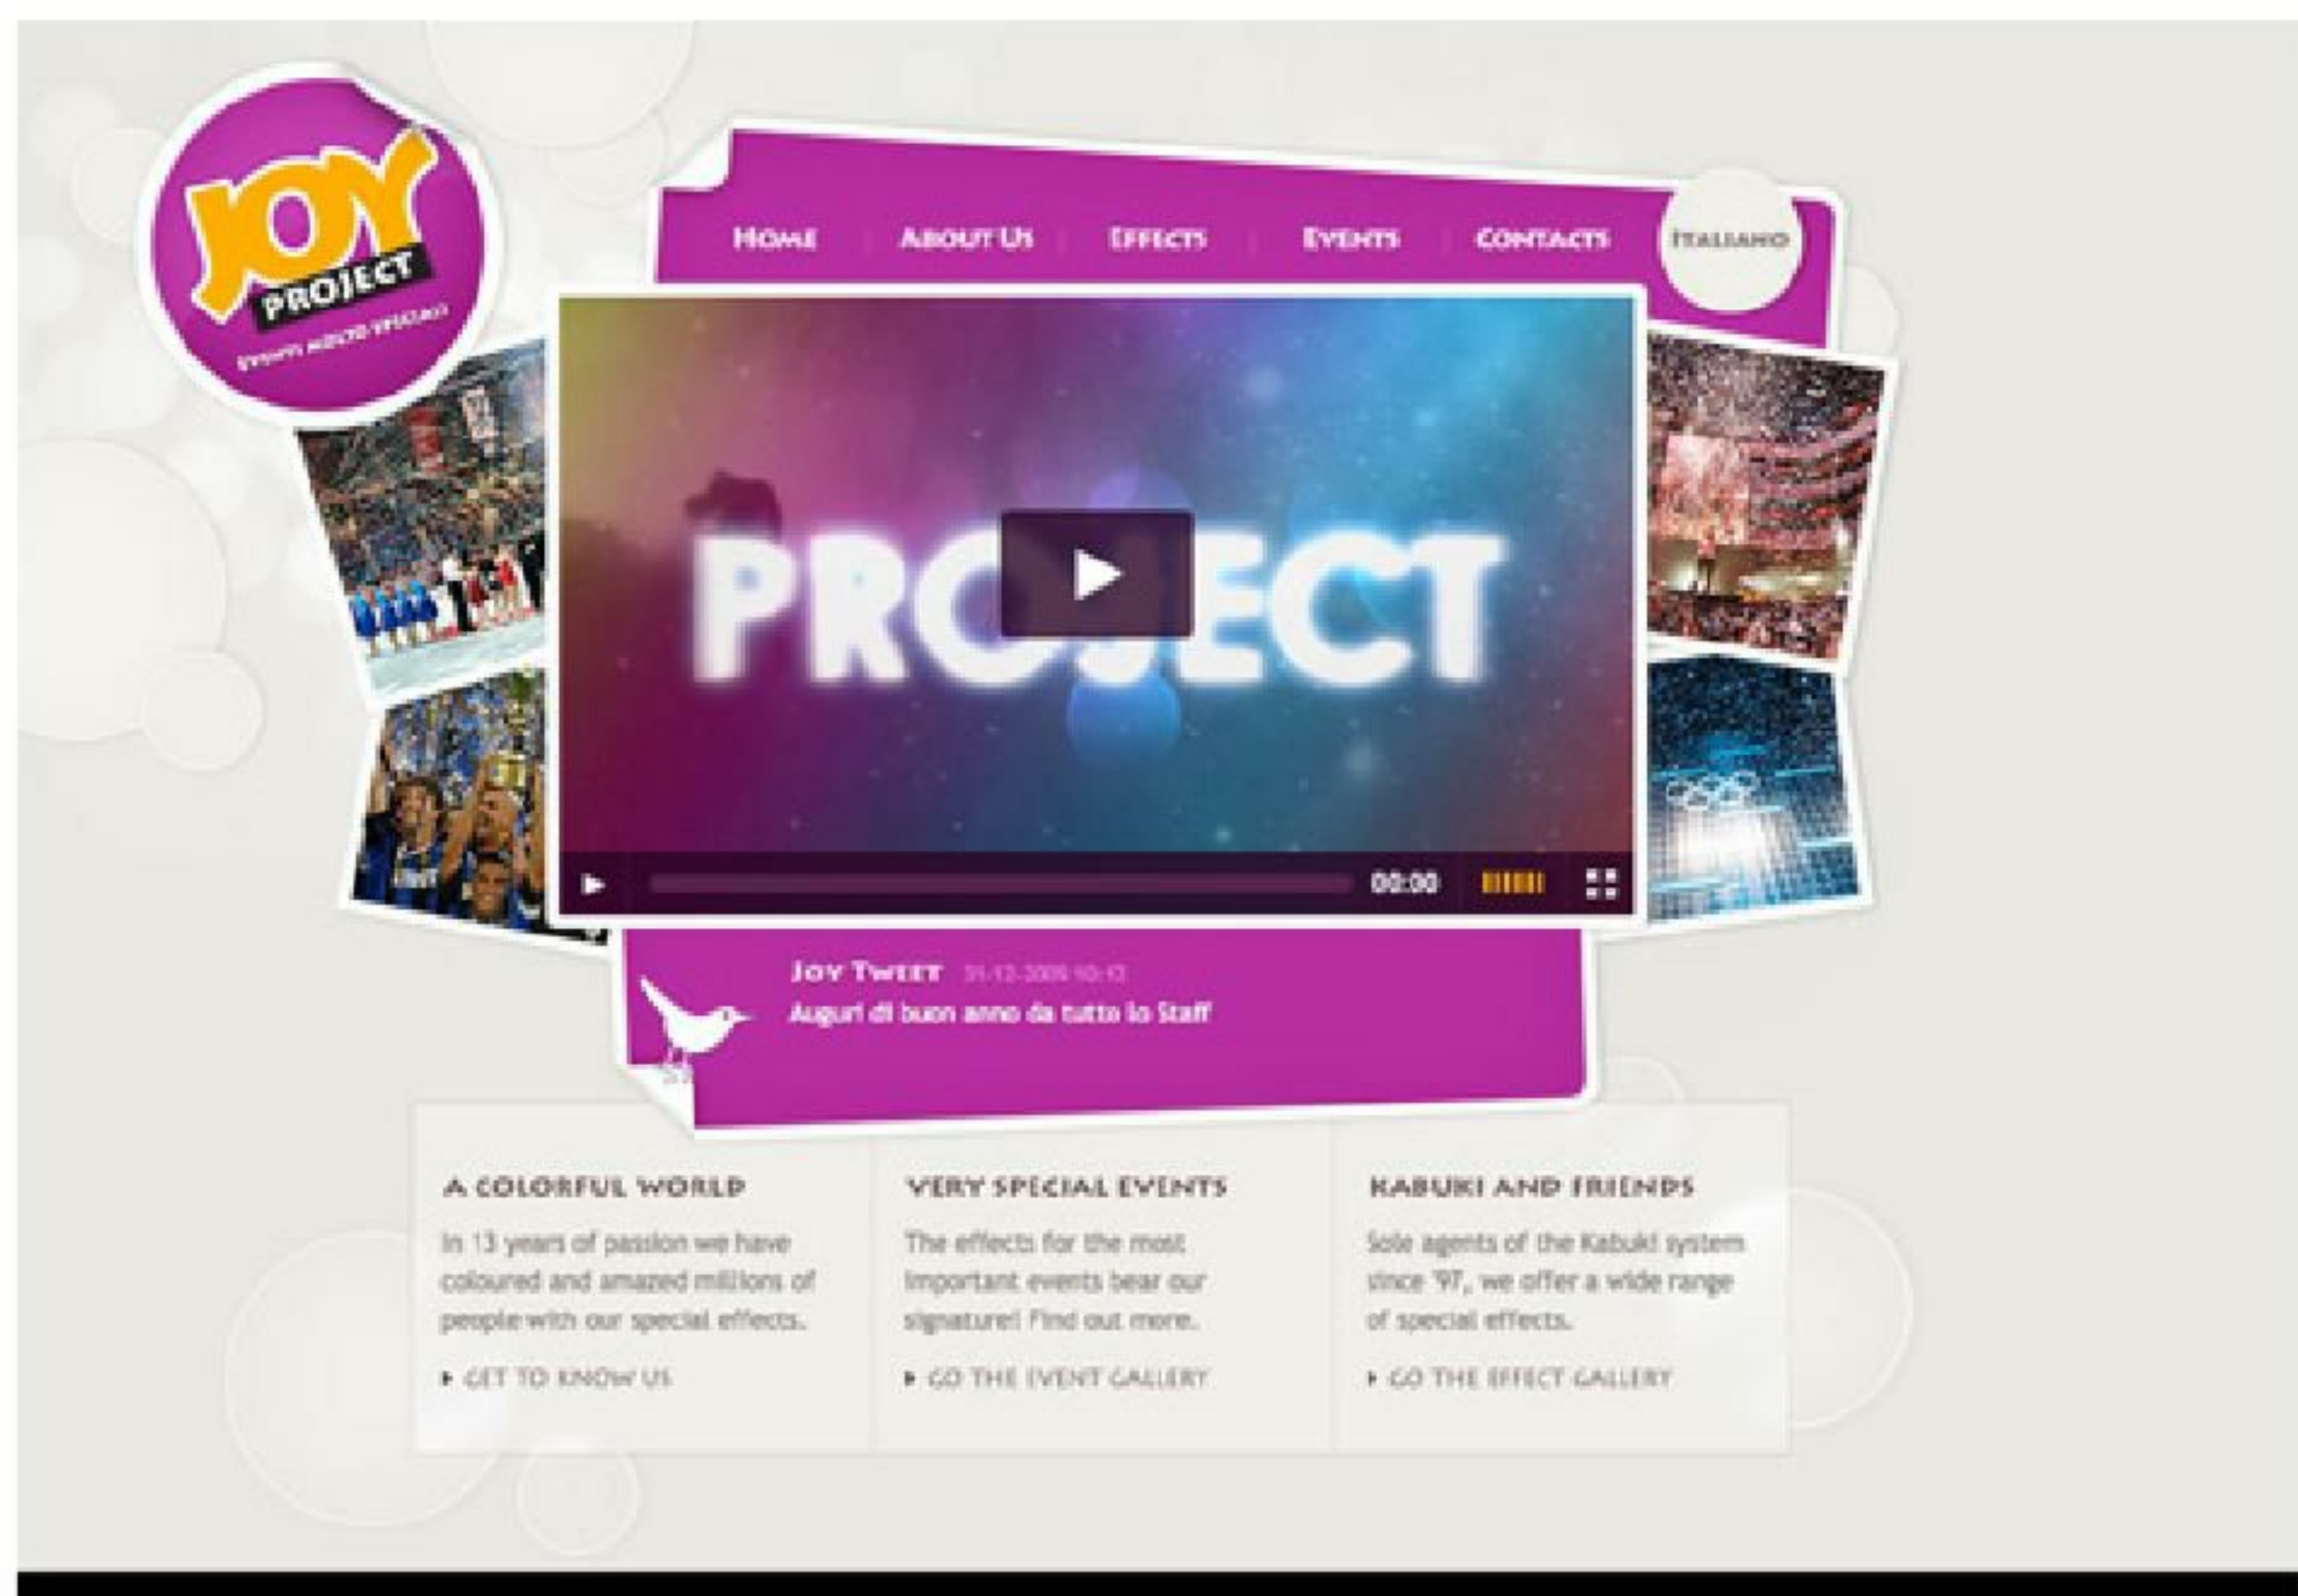 JOY
PROJECT
EVENTI MOLTO SPECIALI
HOME
ABOUT US
EFFECTS
EVENTS
CONTACTS
ITALIANO
PROJECT
00:00
JOY TWEET
Auguri di buon anno da tutto lo Staff
A COLORFUL WORLD
In 13 years of passion we have
coloured and amazed millions of
people with our special effects.
GET TO KNOW US
VERY SPECIAL EVENTS
The effects for the most
important events bear our
signature! Find out more.
GO THE EVENT GALLERY
KABUKI AND FRIENDS
Sole agents of the Kabuki system
since '97, we offer a wide range
of special effects.
GO THE EFFECT GALLERY